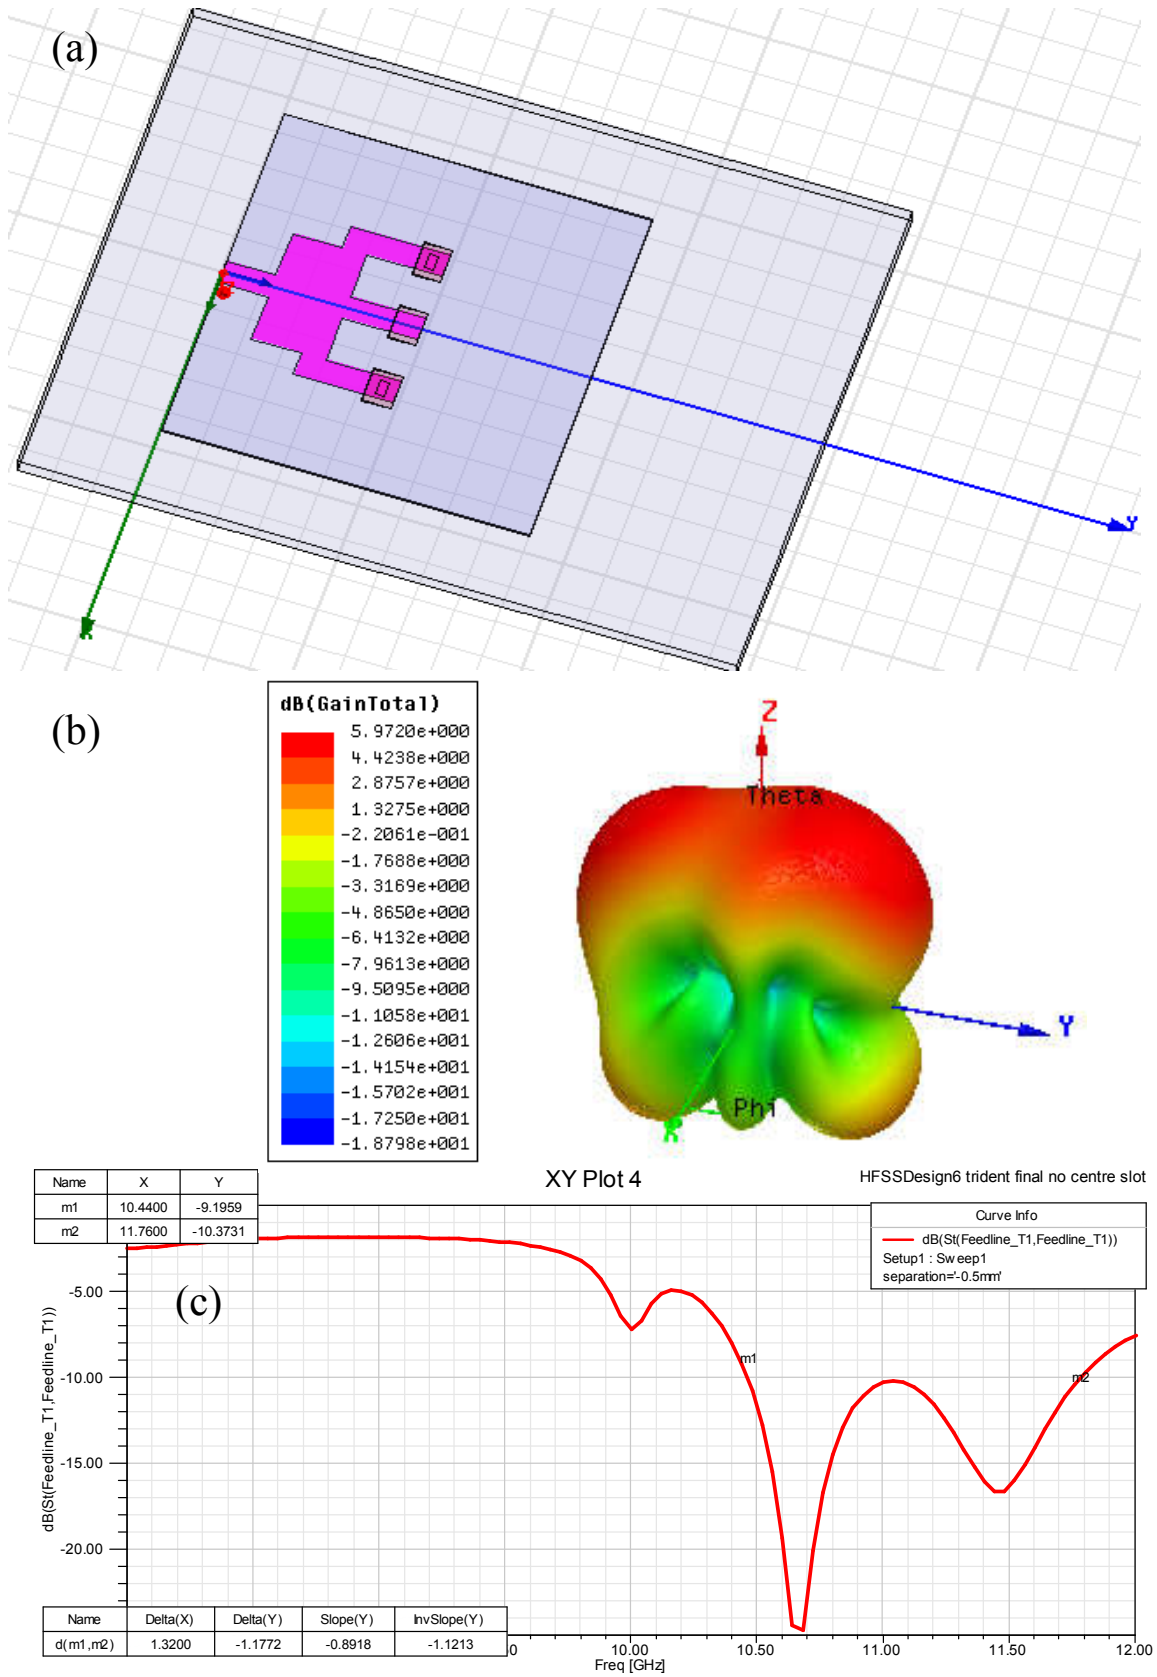 (a)
Y
X
(b)
dB(GainTotal)
5.9720e+000
4.4238e+000
2.8757e+000
1.3275e+000
-2.2061e-001
-1.7688e+000
-3.3169e+000
-4.8650e+000
-6.4132e+000
-7.9613e+000
-9.5095e+000
-1.1058e+001
-1.2606e+001
-1.4154e+001
-1.5702e+001
-1.7250e+001
-1.8798e+001
Z
Theta
Y
Phi
X
XY Plot 4
HFSSDesign6 trident final no centre slot
Name X Y
m1 10.4400 -9.1959
m2 11.7600 -10.3731
Curve Info
dB(St(Feedline_T1,Feedline_T1))
Setup1 : Sweep1
separation='-0.5mm'
(c)
dB(St(Feedline_T1,Feedline_T1))
-5.00
-10.00
-15.00
-20.00
m1
m2
Name Delta(X) Delta(Y) Slope(Y) InvSlope(Y)
d(m1,m2) 1.3200 -1.1772 -0.8918 -1.1213
10.00 10.50 11.00 11.50 12.00
Freq [GHz]